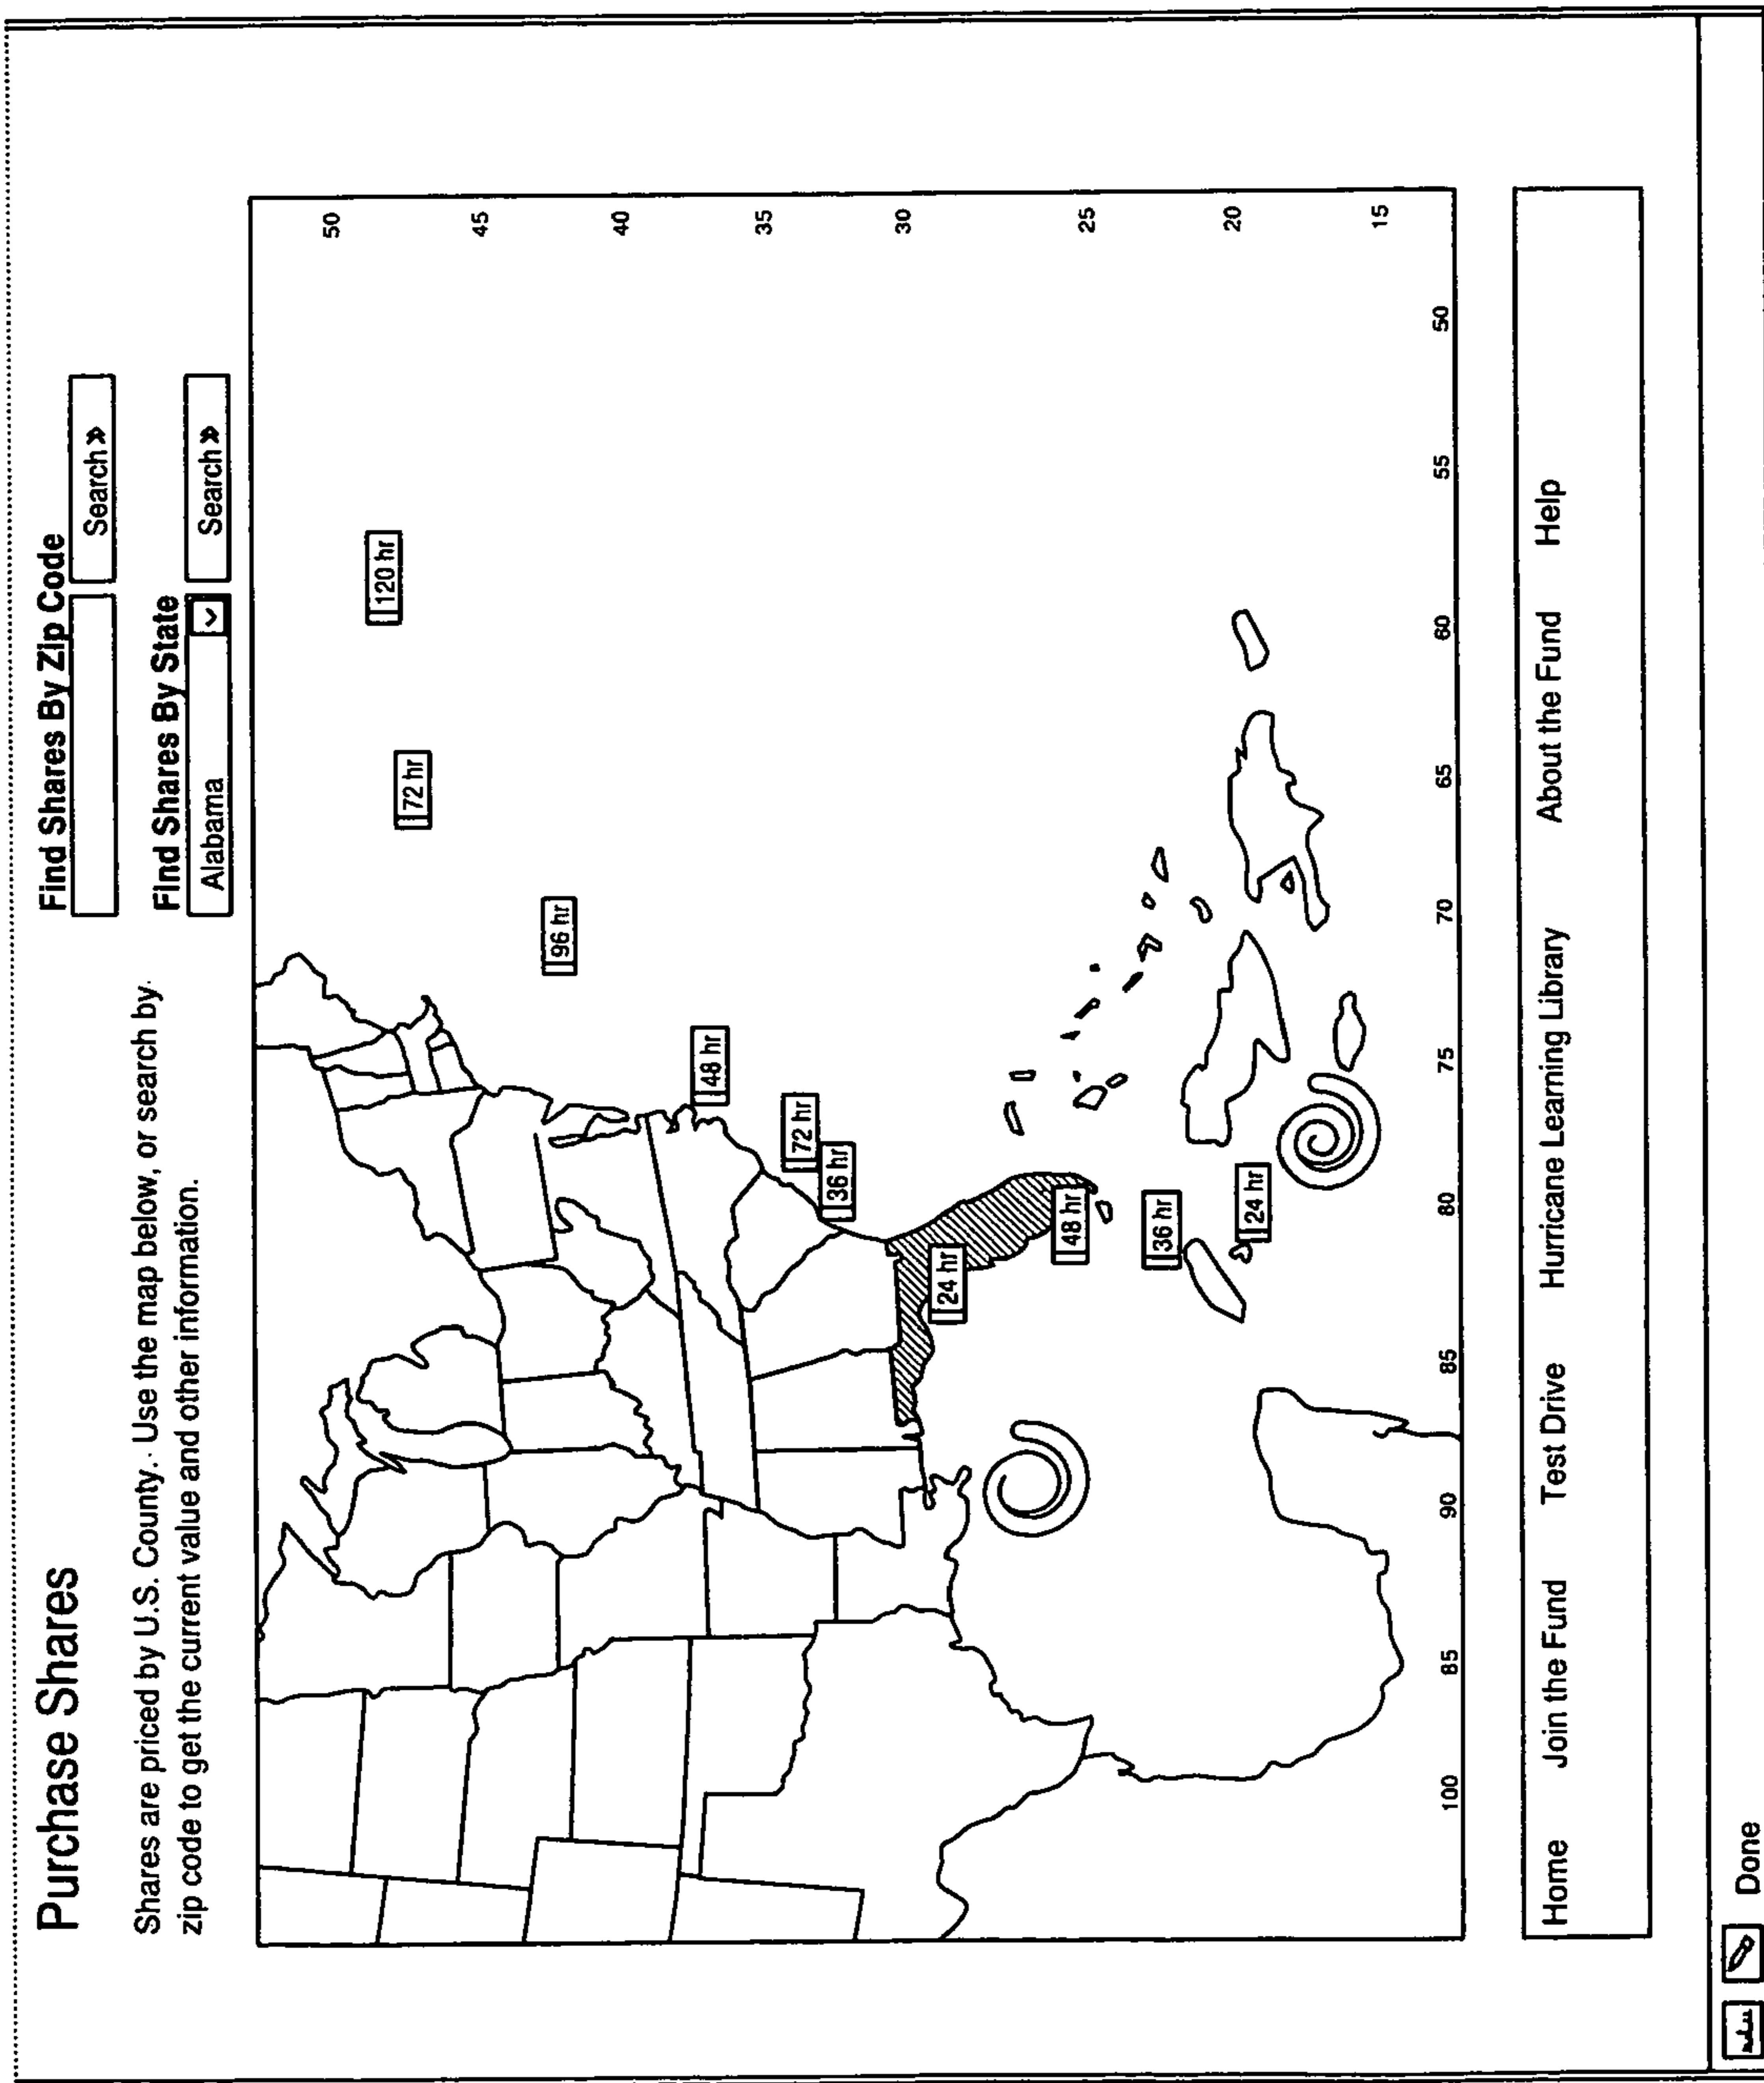 Purchase Shares
Find Shares By Zip Code
Search »
Shares are priced by U.S. County. Use the map below, or search by
zip code to get the current value and other information.
Find Shares By State
Alabama
Search »
120 hr
72 hr
96 hr
48 hr
72 hr
36 hr
24 hr
48 hr
36 hr
24 hr
50
45
40
35
30
25
20
15
100 85 90 85 80 75 70 65 60 55 50
Home Join the Fund Test Drive Hurricane Learning Library About the Fund Help
Done